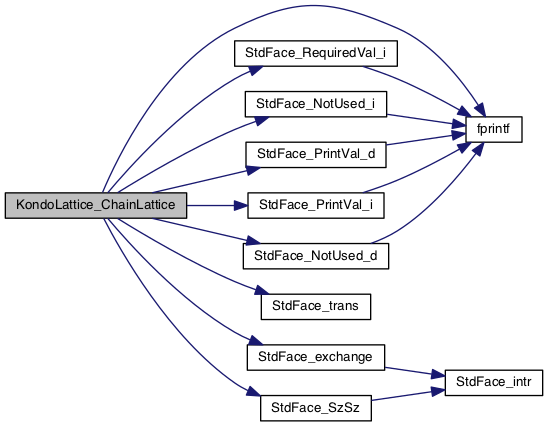 StdFace_RequiredVal_i
StdFace_NotUsed_i
fprintf
StdFace_PrintVal_d
KondoLattice_ChainLattice
StdFace_PrintVal_i
StdFace_NotUsed_d
StdFace_trans
StdFace_exchange
StdFace_intr
StdFace_SzSz